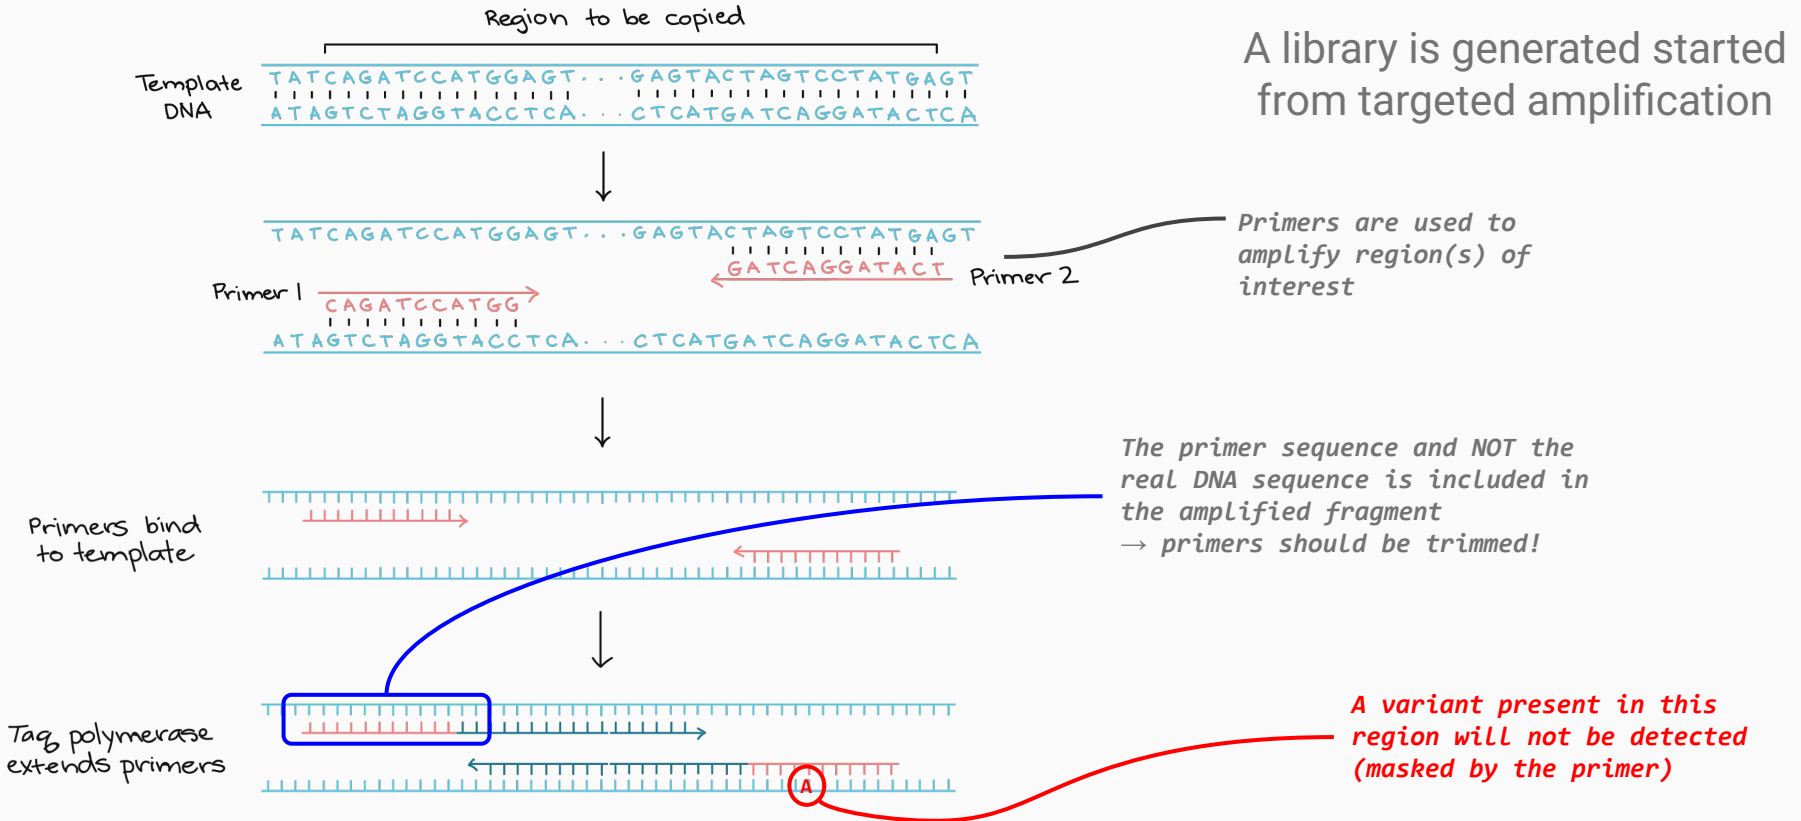 Region to be copied
A library is generated started
from targeted amplification
Template
DNA
TATCAGATCCATGGAGT...GAGTACTAGTCCTATGAGT
ATAGTCTAGGTACCTCA...CTCATGATCAGGATACTCA
TATCAGATCCATGGAGT...GAGTACTAGTCCTATGAGT
GATCAGGATACT
Primer 2
Primer 1
CAGATCCATGG
ATAGTCTAGGTACCTCA...CTCATGATCAGGATACTCA
Primers are used to
amplify region(s) of
interest
Primers bind
to template
The primer sequence and NOT the
real DNA sequence is included in
the amplified fragment
→ primers should be trimmed!
Taq polymerase
extends primers
A
A variant present in this
region will not be detected
(masked by the primer)